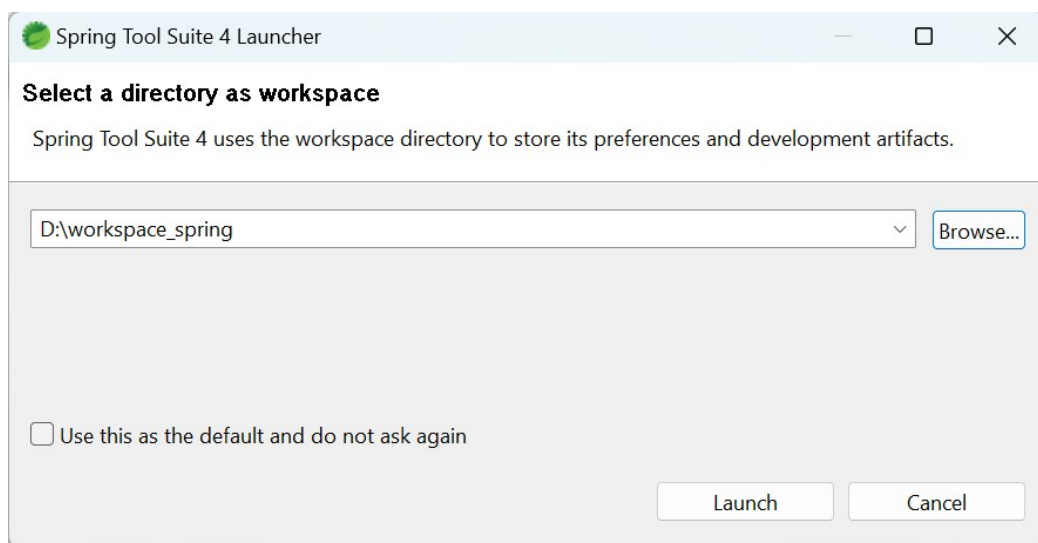 Spring Tool Suite 4 Launcher
Select a directory as workspace
Spring Tool Suite 4 uses the workspace directory to store its preferences and development artifacts.
D:\workspace_spring
Browse...
Use this as the default and do not ask again
Launch
Cancel